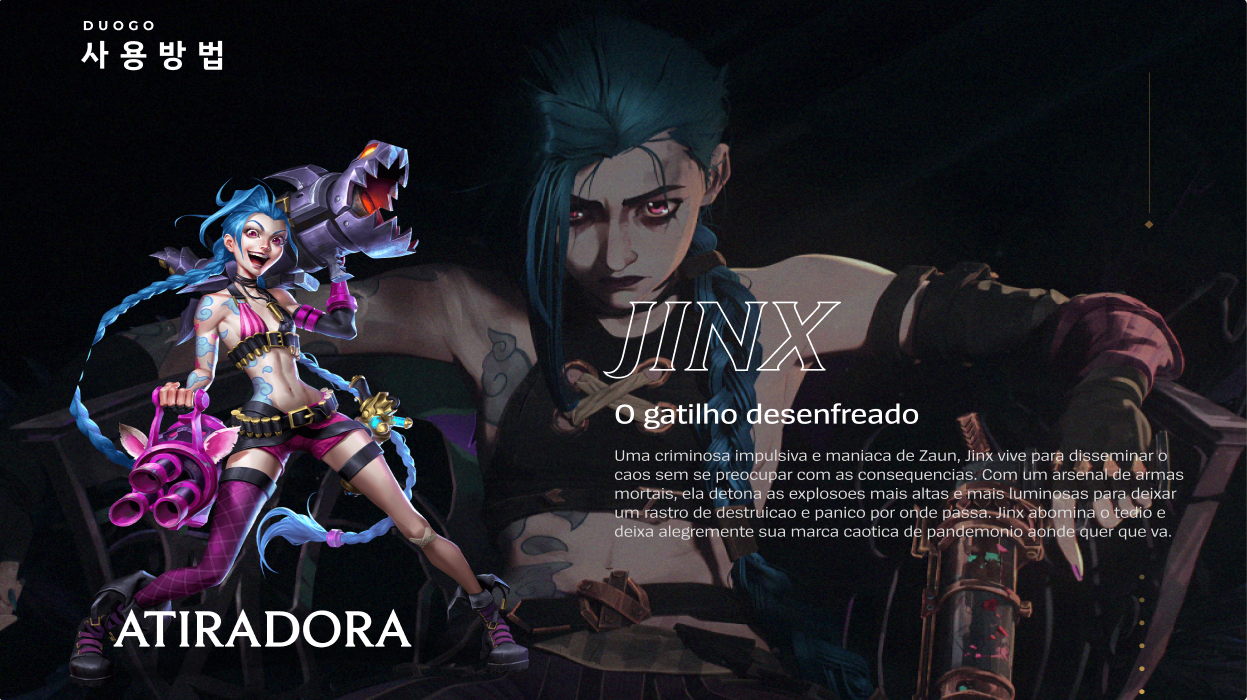 DUOGO
사용방법
JINX
O gatilho desenfreado
Uma criminosa impulsiva e maniaca de Zaun, Jinx vive para disseminar o
caos sem se preocupar com as consequencias. Com um arsenal de armas
mortais, ela detona as explosoes mais altas e mais luminosas para deixar
um rastro de destruicao e panico por onde passa. Jinx abomina o tedio e
deixa alegremente sua marca caotica de pandemonio aonde quer que va.
ATIRADORA